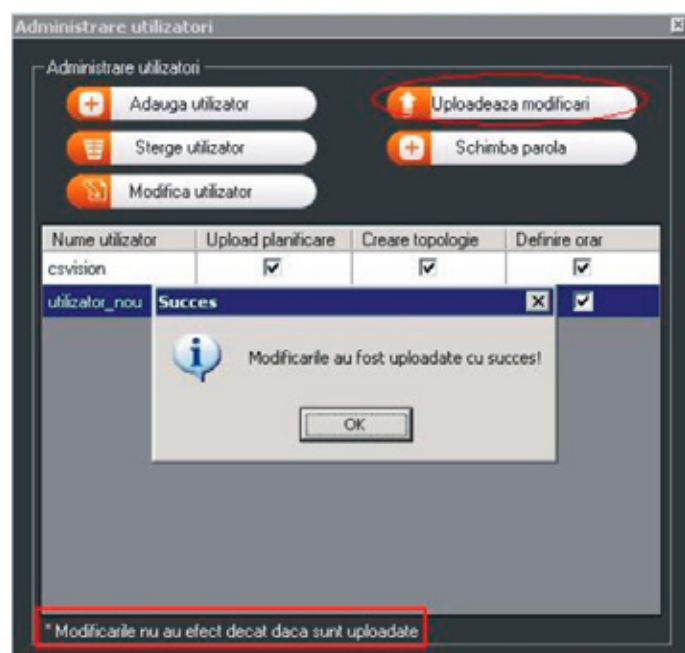 Administrare utilizatori
Administrare utilizatori
Adauga utilizator
Uploadeaza modificari
Sterge utilizator
Schimba parola
Modifica utilizator
Nume utilizator Upload planificare Creare topologie Definire orar
csvision
utilizator_nou
Succes
Modificarile au fost uploadate cu succes!
OK
* Modificarile nu au efect decat daca sunt uploadate